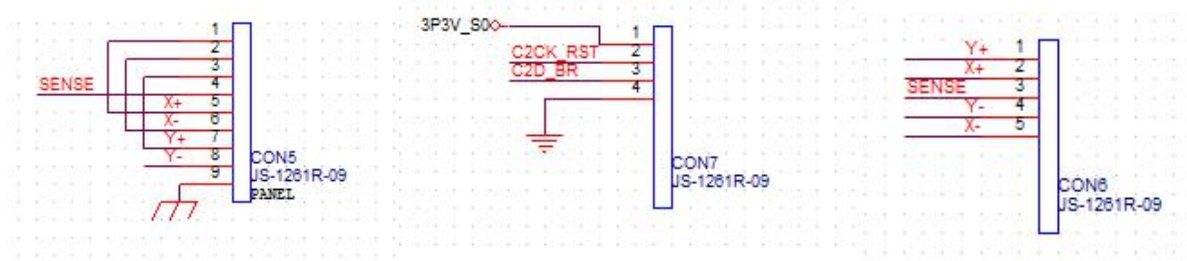 1
2
3
SENSE 4
X+ 5
X- 6
Y+ 7
Y- 8
9
CON5
JS-1261R-09
PANEL
3P3V_S0
1
C2CK_RST 2
C2D_BR 3
4
CON7
JS-1261R-09
Y+ 1
X+ 2
SENSE 3
Y- 4
X- 5
CON6
JS-1261R-09